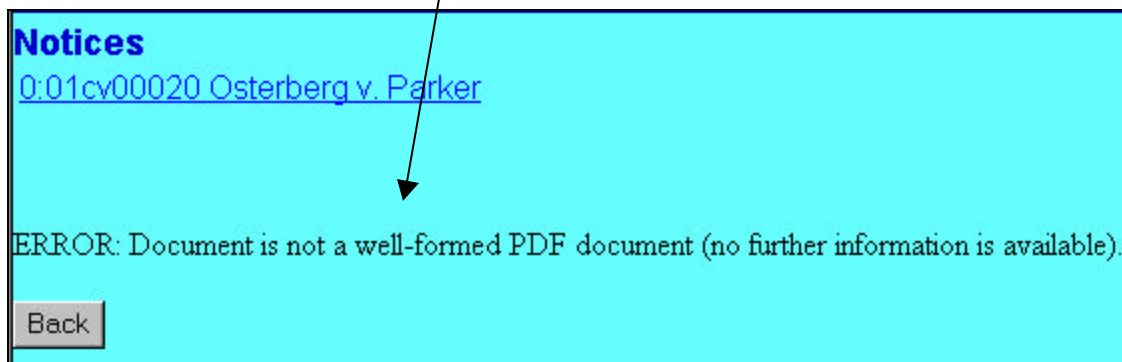 Notices
0:01cv00020 Osterberg v. Parker
ERROR: Document is not a well-formed PDF document (no further information is available).
Back